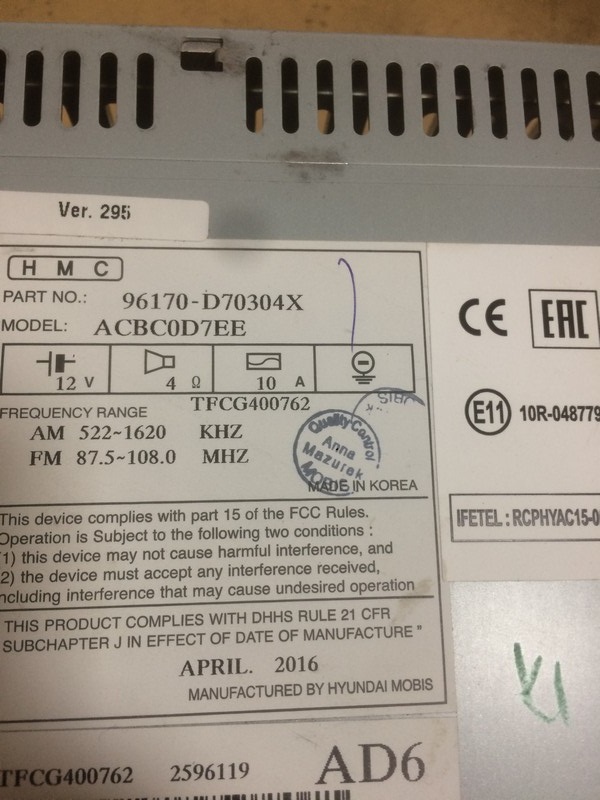 Ver. 295
H M C
PART NO.: 96170-D70304X
MODEL: ACBC0D7EE
12 V 4 Ω 10 A
FREQUENCY RANGE TFCG400762
AM 522~1620 KHZ
FM 87.5~108.0 MHZ
Quality Control
Anna
Mazurek
MOBIS
MADE IN KOREA
This device complies with part 15 of the FCC Rules.
Operation is Subject to the following two conditions :
(1) this device may not cause harmful interference, and
(2) the device must accept any interference received,
including interference that may cause undesired operation
THIS PRODUCT COMPLIES WITH DHHS RULE 21 CFR
SUBCHAPTER J IN EFFECT OF DATE OF MANUFACTURE "
APRIL. 2016
MANUFACTURED BY HYUNDAI MOBIS
TFCG400762 2596119 AD6
CE EAC
E11 10R-048779
IFETEL : RCPHYAC15-0